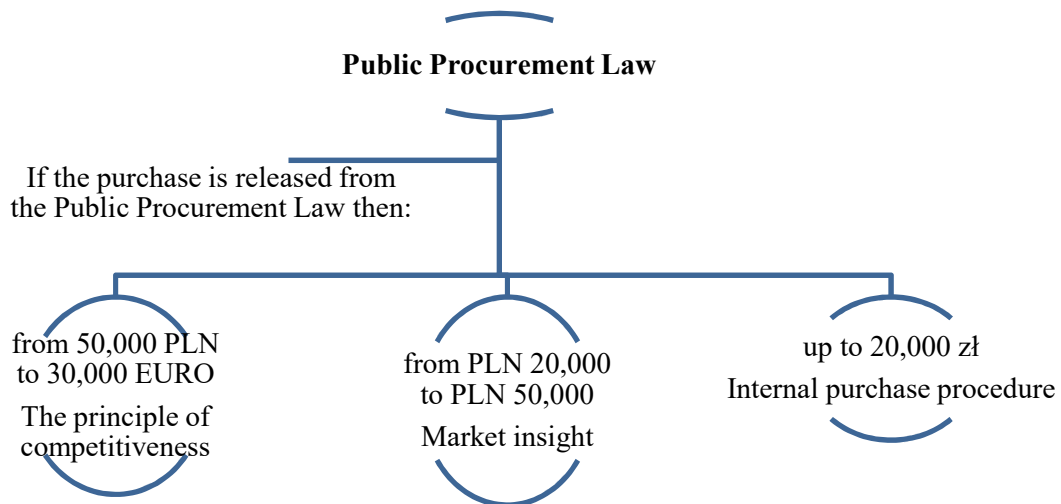 Public Procurement Law
If the purchase is released from
the Public Procurement Law then:
from 50,000 PLN
to 30,000 EURO
The principle of
competitiveness
from PLN 20,000
to PLN 50,000
Market insight
up to 20,000 zł
Internal purchase procedure